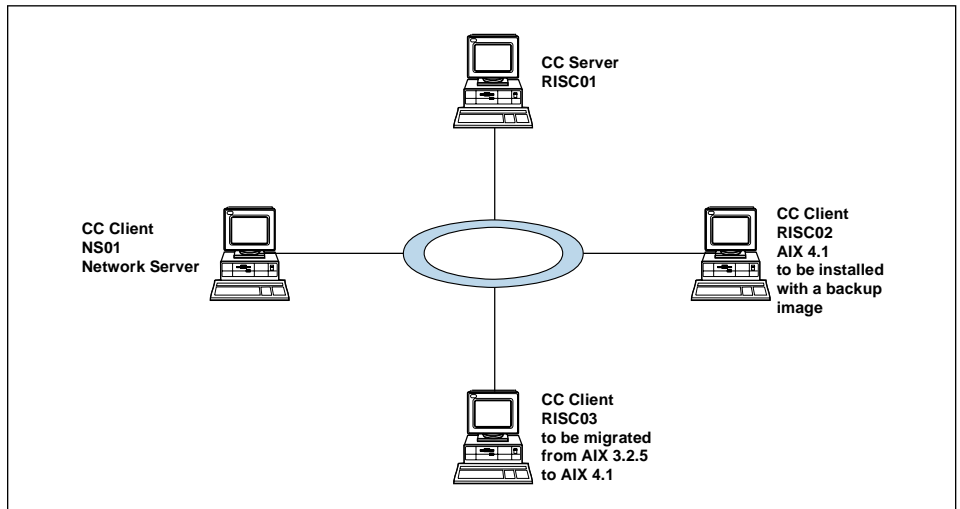 CC Server
RISC01
CC Client
NS01
Network Server
CC Client
RISC02
AIX 4.1
to be installed
with a backup
image
CC Client
RISC03
to be migrated
from AIX 3.2.5
to AIX 4.1